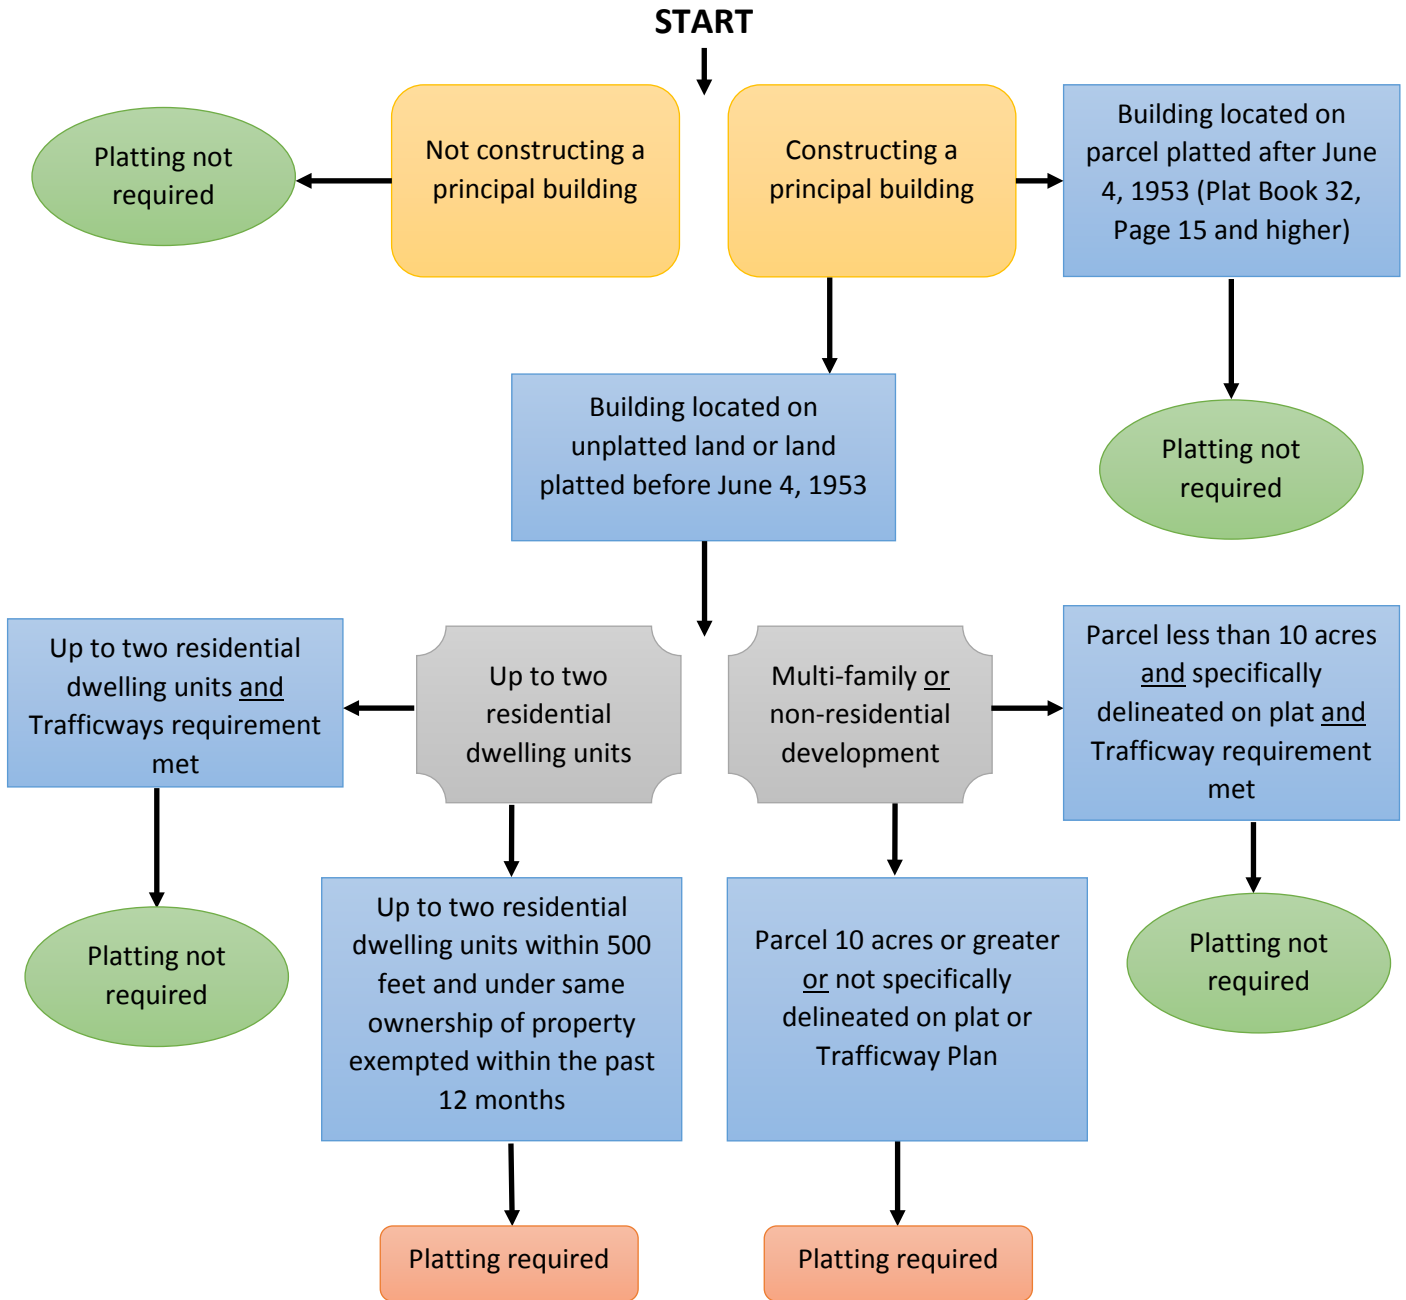 START
Platting not
required
Not constructing a
principal building
Constructing a
principal building
Building located on
parcel platted after June
4, 1953 (Plat Book 32,
Page 15 and higher)
Building located on
unplatted land or land
platted before June 4, 1953
Platting not
required
Up to two residential
dwelling units and
Trafficways requirement
met
Up to two
residential
dwelling units
Multi-family or
non-residential
development
Parcel less than 10 acres
and specifically
delineated on plat and
Trafficway requirement
met
Platting not
required
Up to two residential
dwelling units within 500
feet and under same
ownership of property
exempted within the past
12 months
Parcel 10 acres or greater
or not specifically
delineated on plat or
Trafficway Plan
Platting not
required
Platting required
Platting required